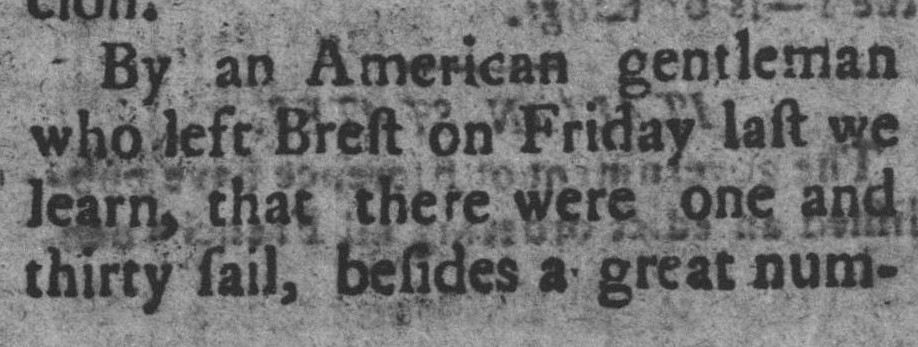 By an American gentleman
who left Breſt on Friday laſt we
learn, that there were one and
thirty ſail, beſides a great num-